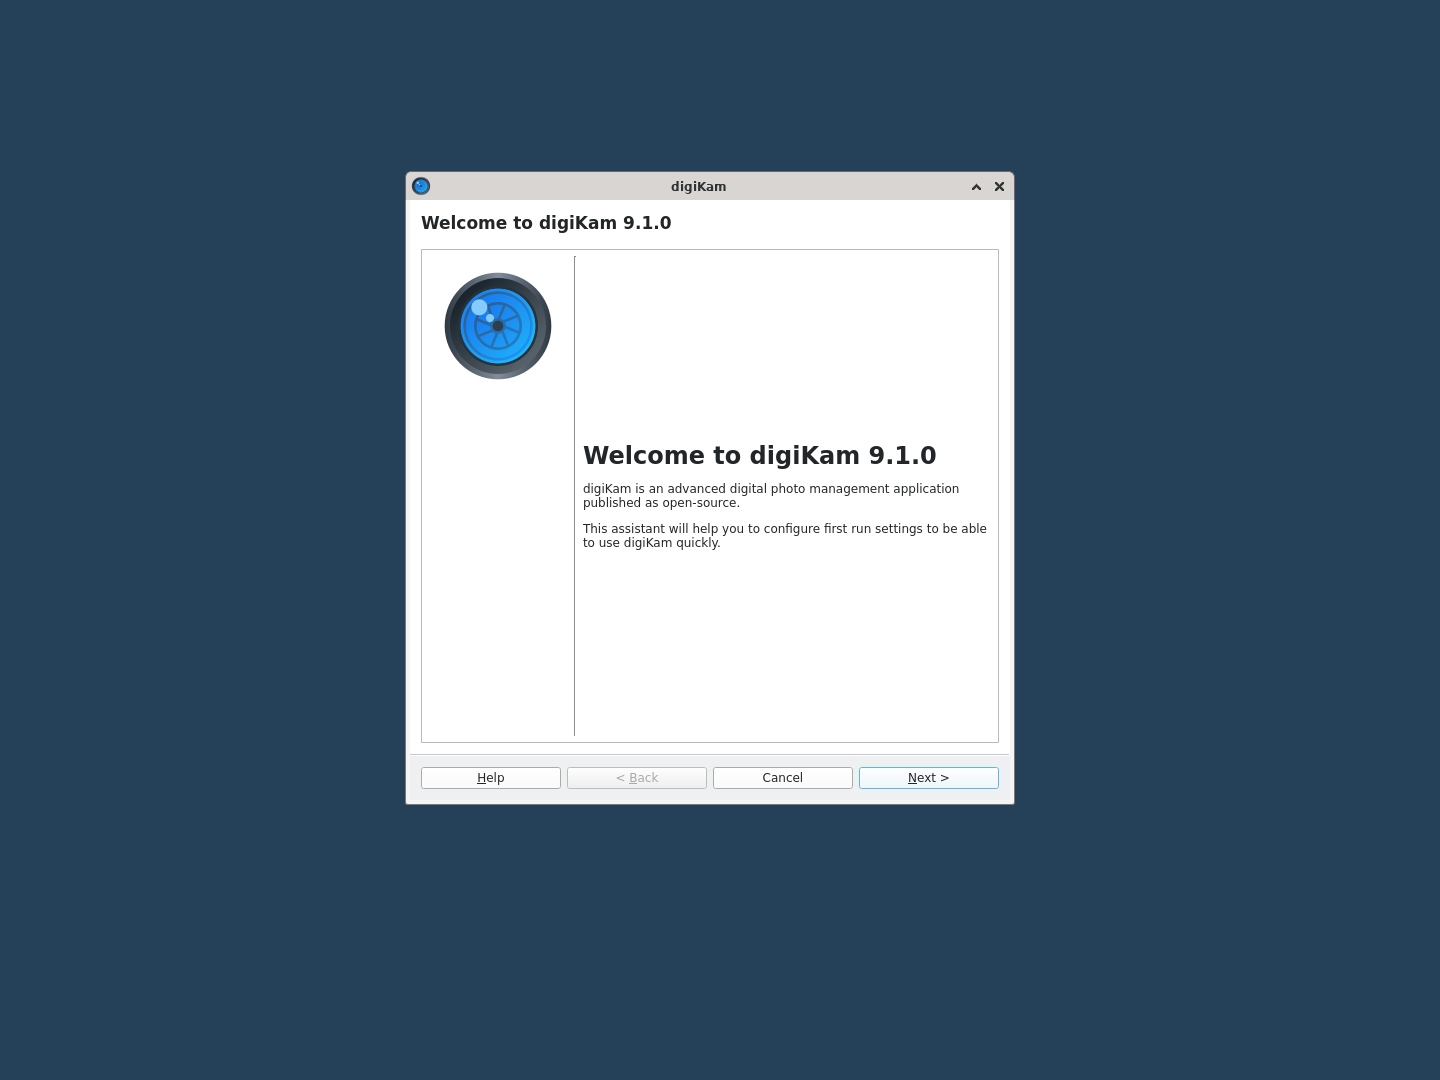 digiKam
Welcome to digiKam 9.1.0
Welcome to digiKam 9.1.0
digiKam is an advanced digital photo management application
published as open-source.
This assistant will help you to configure first run settings to be able
to use digiKam quickly.
Help
< Back
Cancel
Next >